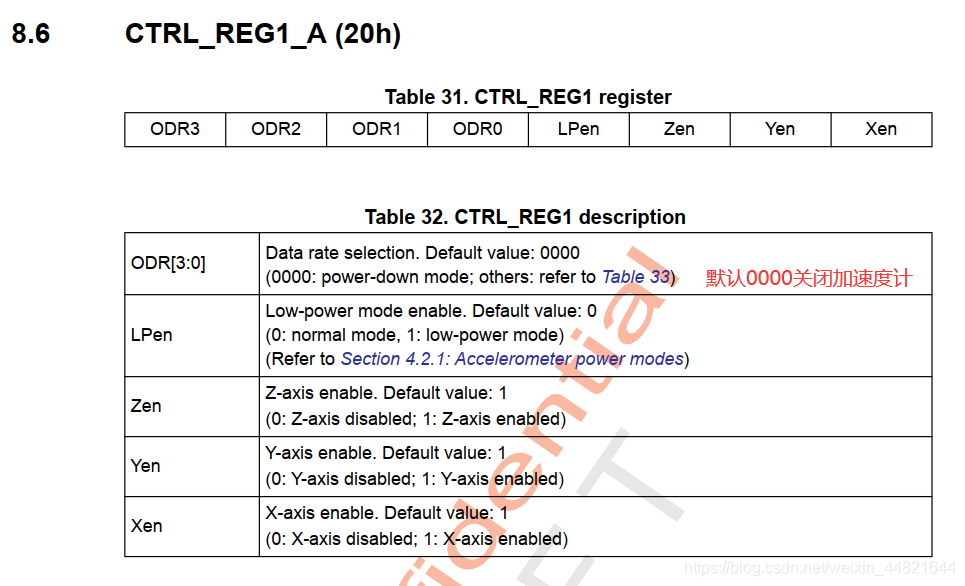 8.6 CTRL_REG1_A (20h)
Table 31. CTRL_REG1 register
ODR3 ODR2 ODR1 ODR0 LPen Zen Yen Xen
Table 32. CTRL_REG1 description
ODR[3:0]
Data rate selection. Default value: 0000
(0000: power-down mode; others: refer to Table 33)
默认0000关闭加速度计
LPen
Low-power mode enable. Default value: 0
(0: normal mode, 1: low-power mode)
(Refer to Section 4.2.1: Accelerometer power modes)
Zen
Z-axis enable. Default value: 1
(0: Z-axis disabled; 1: Z-axis enabled)
Yen
Y-axis enable. Default value: 1
(0: Y-axis disabled; 1: Y-axis enabled)
Xen
X-axis enable. Default value: 1
(0: X-axis disabled; 1: X-axis enabled)
fidential
ET
https://blog.csdn.net/weixin_44821644